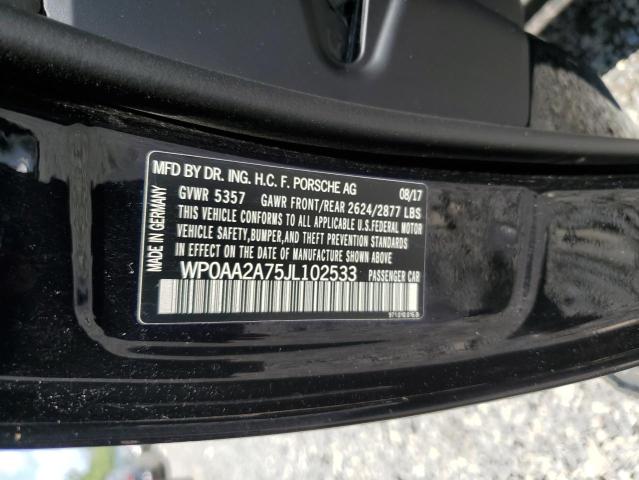 MFD BY DR. ING. H.C. F. PORSCHE AG 08/17
GVWR 5357 GAWR FRONT/REAR 2624/2877 LBS
THIS VEHICLE CONFORMS TO ALL APPLICABLE U.S.FEDERAL MOTOR
VEHICLE SAFETY,BUMPER,AND THEFT PREVENTION STANDARDS
IN EFFECT ON THE DATE OF MANUFACTURE SHOWN ABOVE.
WP0AA2A75JL102533 PASSENGER CAR
MADE IN GERMANY